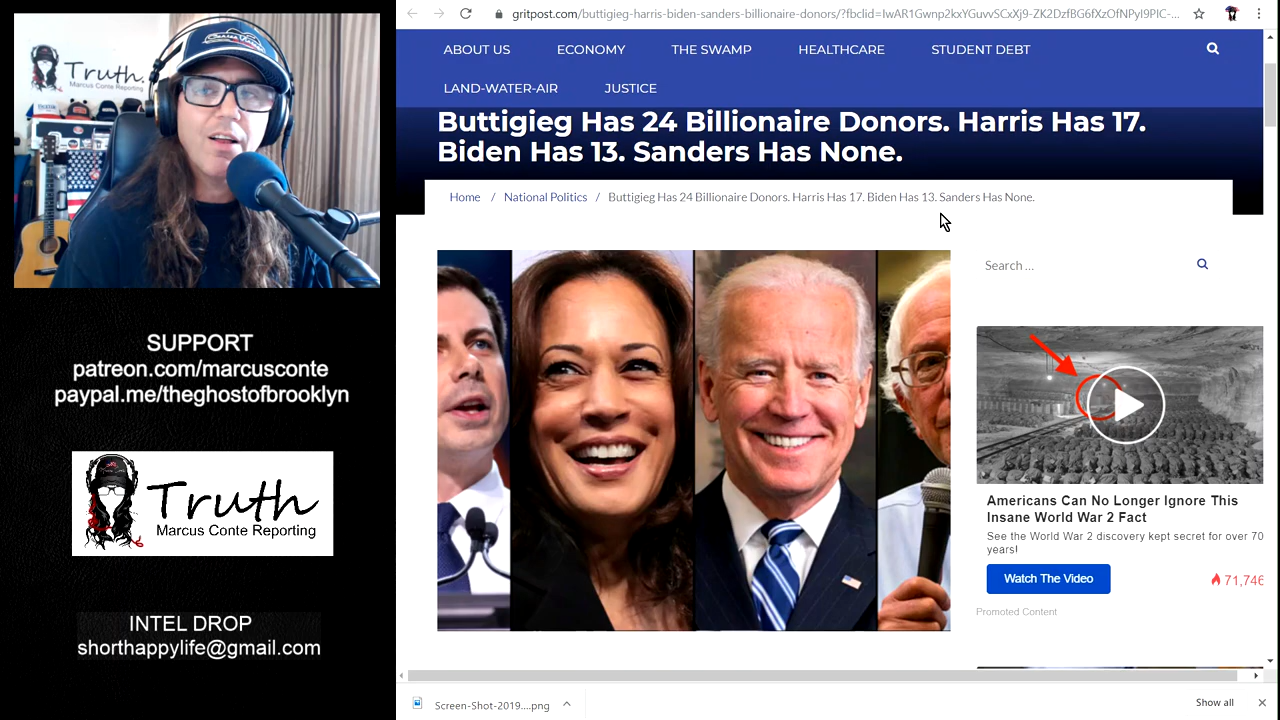 Truth.
Marcus Conte Reporting
SUPPORT
patreon.com/marcusconte
paypal.me/theghostofbrooklyn
Truth
Marcus Conte Reporting
INTEL DROP
shorthappylife@gmail.com
gritpost.com/buttigieg-harris-biden-sanders-billionaire-donors/?fbclid=
ABOUT US
ECONOMY
THE SWAMP
HEALTHCARE
STUDENT DEBT
LAND-WATER-AIR
JUSTICE
Buttigieg Has 24 Billionaire Donors. Harris Has 17.
Biden Has 13. Sanders Has None.
Home / National Politics / Buttigieg Has 24 Billionaire Donors. Harris Has 17. Biden Has 13. Sanders Has None.
Search ...
Americans Can No Longer Ignore This
Insane World War 2 Fact
See the World War 2 discovery kept secret for over 70
years!
Watch The Video
71,746
Promoted Content
Screen-Shot-2019....png
Show all